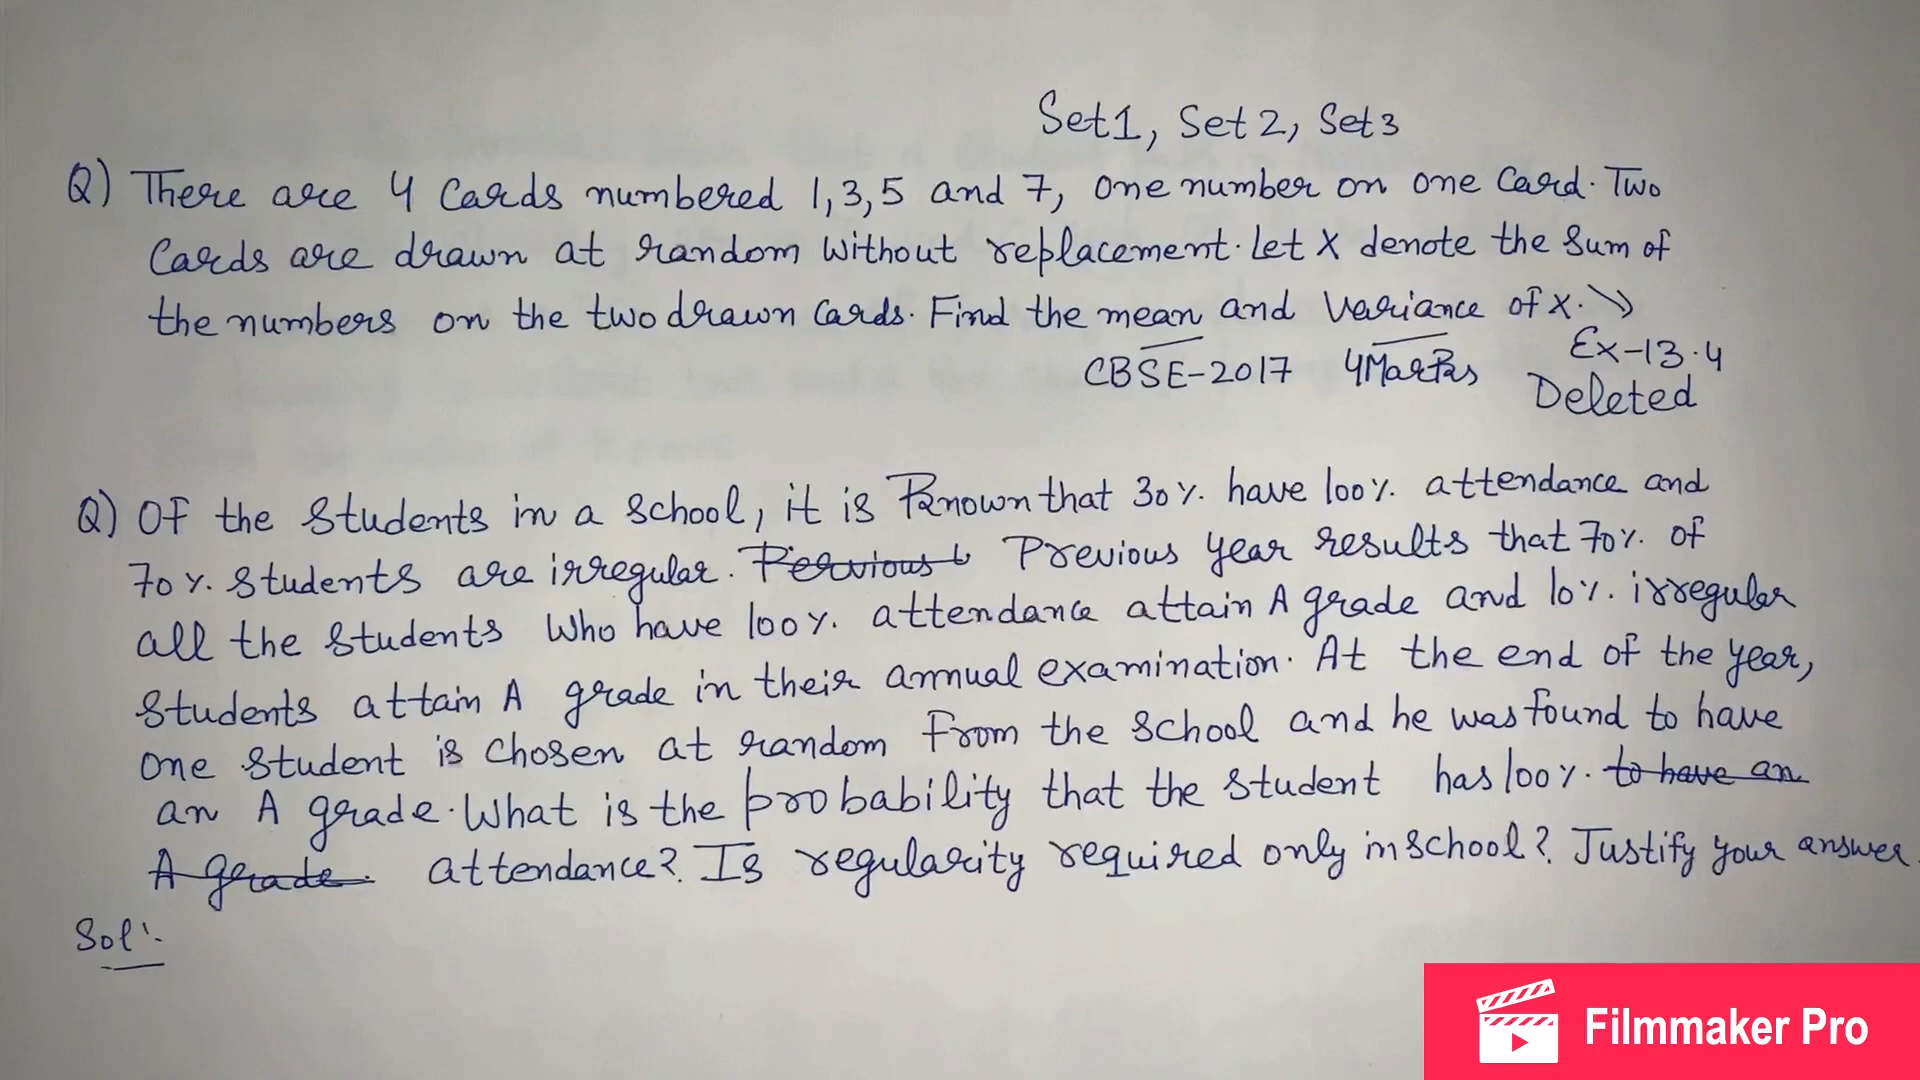 Set1, Set 2, Set 3
Q) There are 4 Cards numbered 1,3,5 and 7, one number on one Card. Two
Cards are drawn at random without replacement. Let X denote the Sum of
the numbers on the two drawn Cards. Find the mean and Variance of X.
CBSE-2017 4Marks Ex-13.4
Deleted
Q) Of the Students in a School, it is Known that 30%. have 100%. attendance and
70%. Students are irregular. Previous Year results that 70%. of
all the Students Who have 100%. attendance attain A grade and 10%. irregular
Students attain A grade in their annual examination. At the end of the year,
One Student is Chosen at random From the School and he was found to have
an A grade. What is the probability that the Student has 100%. to have an
A grade. attendance? Is regularity required only in School? Justify your answer.
Sol':-
Filmmaker Pro